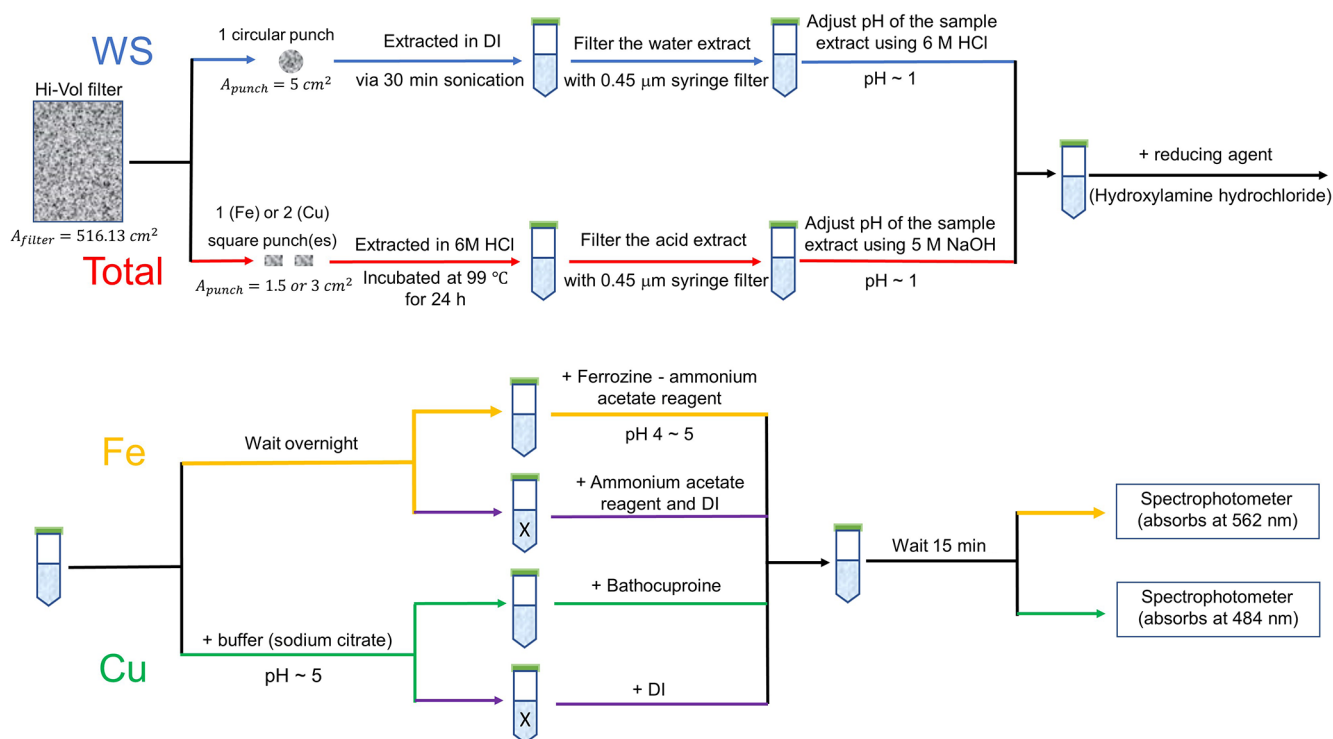 WS
1 circular punch
A_punch = 5 cm²
Extracted in DI
via 30 min sonication
Filter the water extract
with 0.45 μm syringe filter
Adjust pH of the sample
extract using 6 M HCl
pH ~ 1
Hi-Vol filter
A_filter = 516.13 cm²
+ reducing agent
(Hydroxylamine hydrochloride)
Total
1 (Fe) or 2 (Cu)
square punch(es)
A_punch = 1.5 or 3 cm²
Extracted in 6M HCl
Incubated at 99 ℃
for 24 h
Filter the acid extract
with 0.45 μm syringe filter
Adjust pH of the sample
extract using 5 M NaOH
pH ~ 1
Fe
Wait overnight
+ Ferrozine - ammonium
acetate reagent
pH 4 ~ 5
+ Ammonium acetate
reagent and DI
X
Cu
+ buffer (sodium citrate)
pH ~ 5
+ Bathocuproine
+ DI
X
Wait 15 min
Spectrophotometer
(absorbs at 562 nm)
Spectrophotometer
(absorbs at 484 nm)